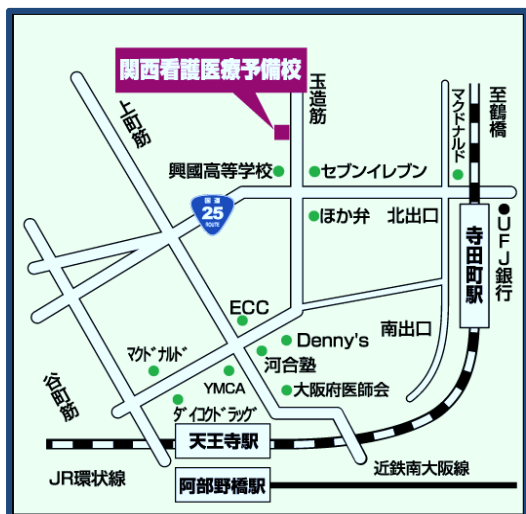 関西看護医療予備校
玉造筋
上町筋
マクドナルド
至鶴橋
興國高等学校
セブンイレブン
国道
25
ROUTE
ほか弁
北出口
UFJ銀行
寺田町駅
ECC
Denny's
南出口
マクドナルド
河合塾
YMCA
大阪府医師会
谷町筋
ダイコクドラッグ
天王寺駅
JR環状線
近鉄南大阪線
阿部野橋駅